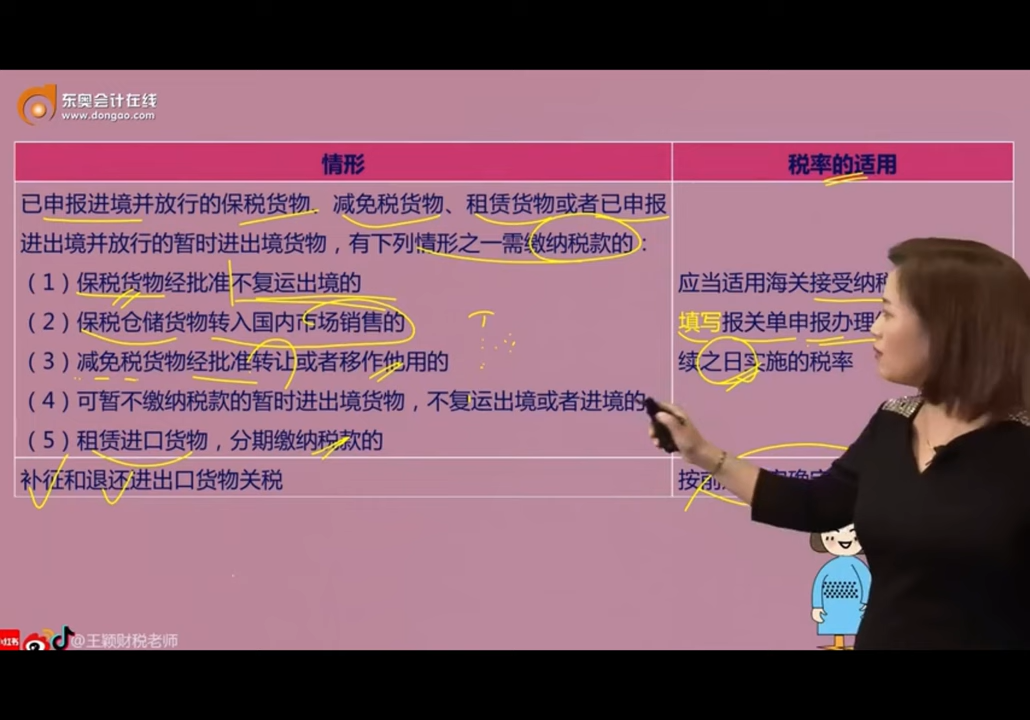 东奥会计在线
www.dongao.com
情形
税率的适用
已申报进境并放行的保税货物、减免税货物、租赁货物或者已申报
进出境并放行的暂时进出境货物，有下列情形之一需缴纳税款的：
（1）保税货物经批准不复运出境的
（2）保税仓储货物转入国内市场销售的
（3）减免税货物经批准转让或者移作他用的
（4）可暂不缴纳税款的暂时进出境货物，不复运出境或者进境的
（5）租赁进口货物，分期缴纳税款的
应当适用海关接受纳税
填写报关单申报办理
续之日实施的税率
补征和退还进出口货物关税
按前
小红书
@王颖财税老师